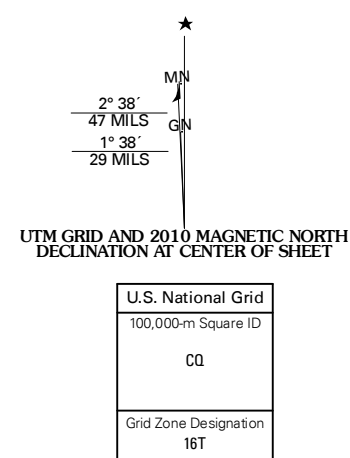 MN
2° 38´
47 MILS
GN
1° 38´
29 MILS
UTM GRID AND 2010 MAGNETIC NORTH
DECLINATION AT CENTER OF SHEET
U.S. National Grid
100,000-m Square ID
CQ
Grid Zone Designation
16T